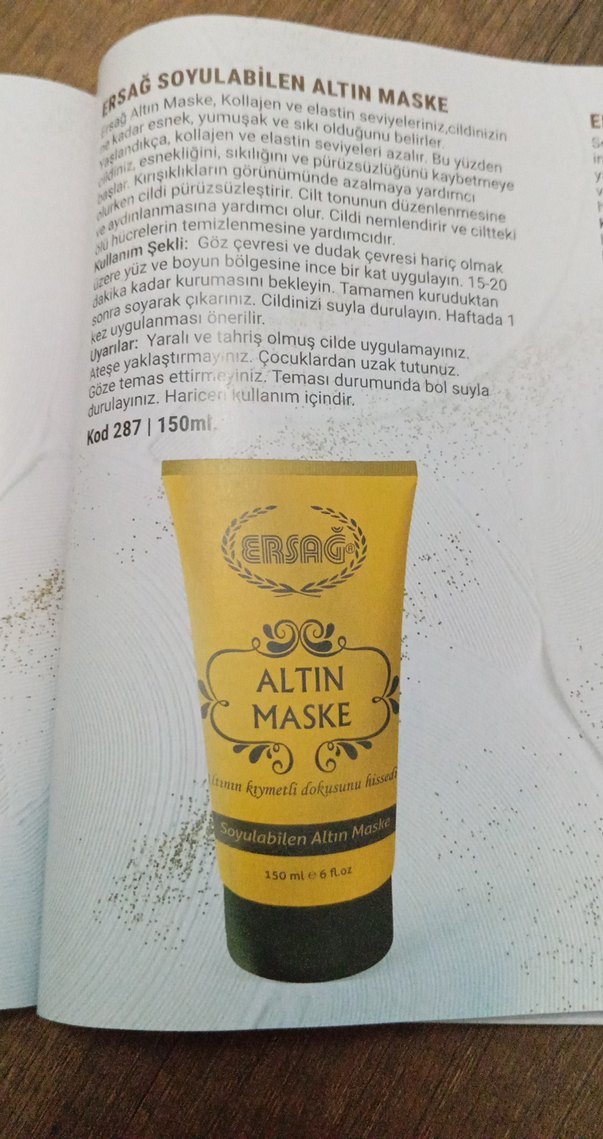 ERSAĞ SOYULABİLEN ALTIN MASKE
Ersağ Altın Maske, Kollajen ve elastin seviyeleriniz,cildinizin
ne kadar esnek, yumuşak ve sıkı olduğunu belirler.
Yaşlandıkça, kollajen ve elastin seviyeleri azalır. Bu yüzden
cildiniz, esnekliğini, sıkılığını ve pürüzsüzlüğünü kaybetmeye
başlar. Kırışıklıkların görünümünde azalmaya yardımcı
olurken cildi pürüzsüzleştirir. Cilt tonunun düzenlenmesine
ve aydınlanmasına yardımcı olur. Cildi nemlendirir ve ciltteki
ölü hücrelerin temizlenmesine yardımcıdır.
Kullanım Şekli: Göz çevresi ve dudak çevresi hariç olmak
üzere yüz ve boyun bölgesine ince bir kat uygulayın. 15-20
dakika kadar kurumasını bekleyin. Tamamen kuruduktan
sonra soyarak çıkarınız. Cildinizi suyla durulayın. Haftada 1
kez uygulanması önerilir.
Uyarılar: Yaralı ve tahriş olmuş cilde uygulamayınız.
Ateşe yaklaştırmayınız. Çocuklardan uzak tutunuz.
Göze temas ettirmeyiniz. Teması durumunda bol suyla
durulayınız. Haricen kullanım içindir.
Kod 287 | 150ml.
ERSAĞ®
ALTIN
MASKE
kıymetli dokusunu
Soyulabilen Altın Maske
150 ml e 6 fl.oz